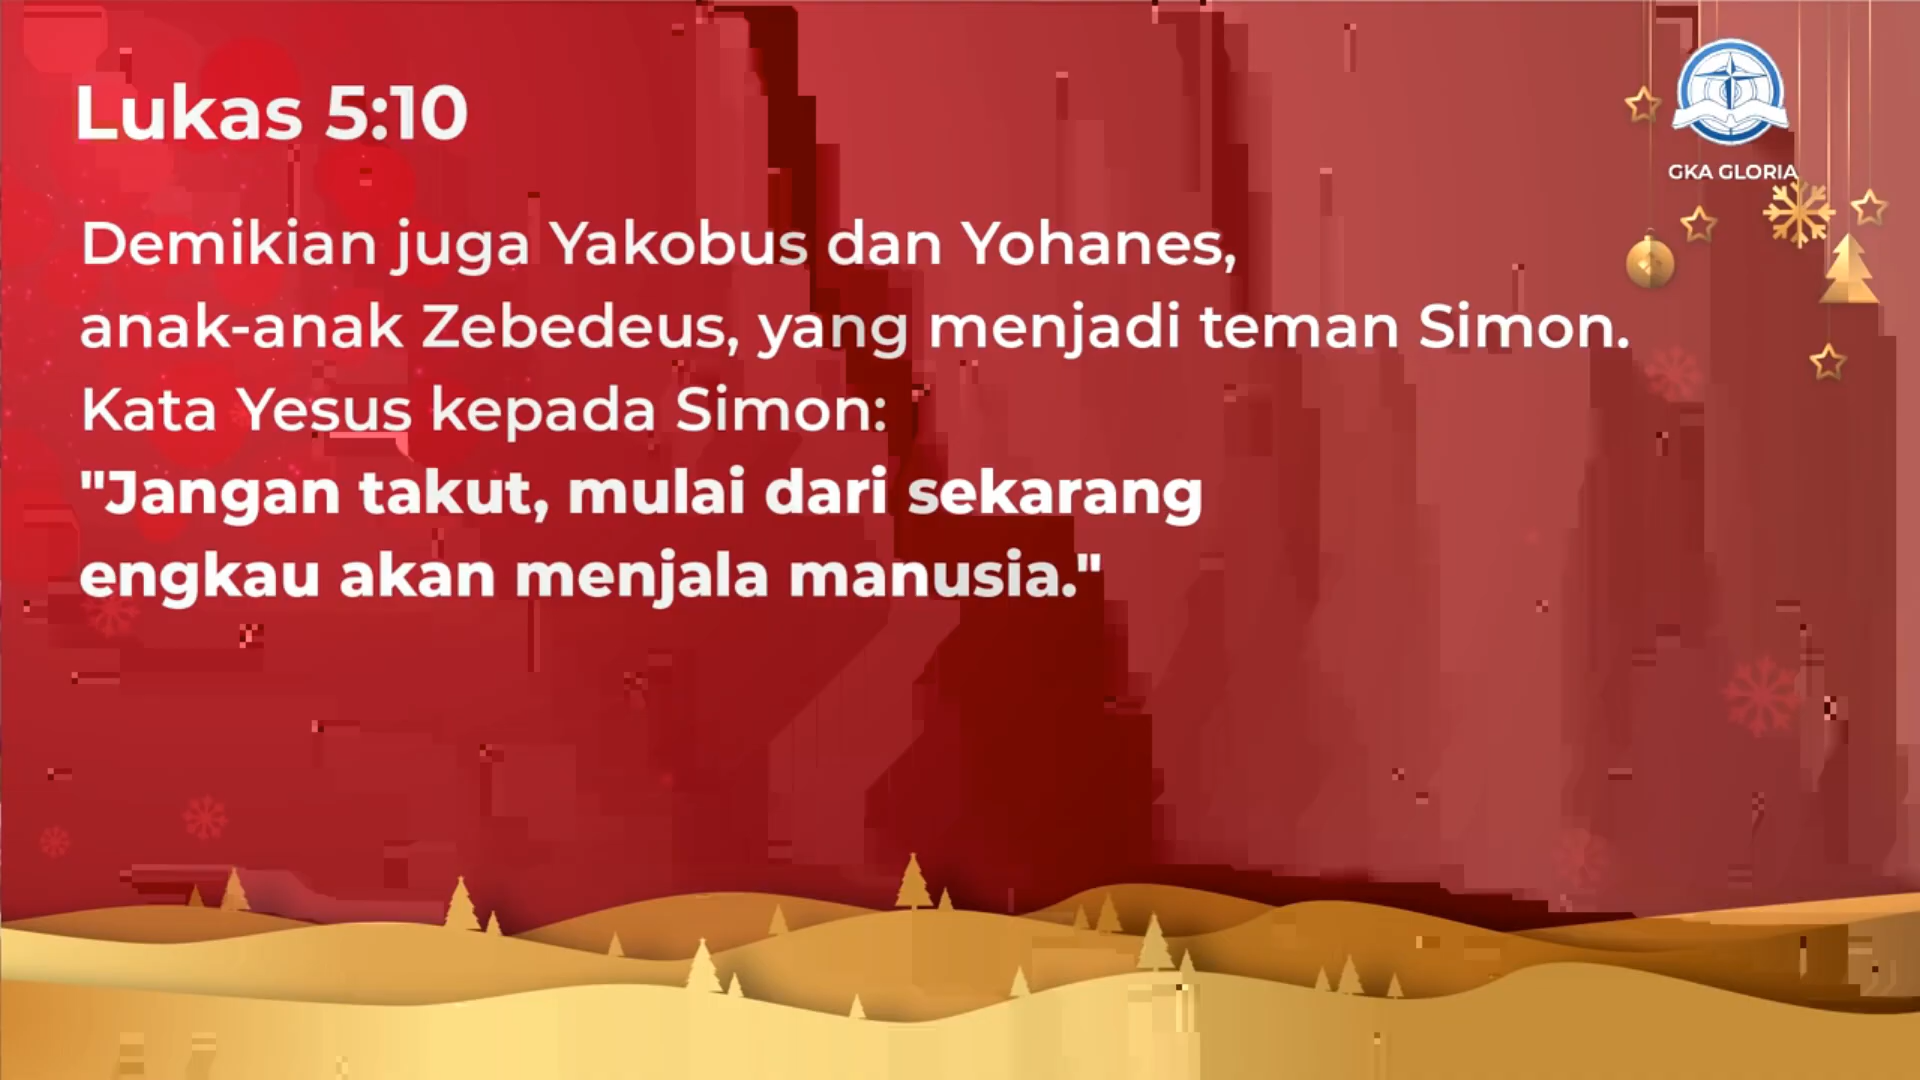 Lukas 5:10
GKA GLORIA
Demikian juga Yakobus dan Yohanes,
anak-anak Zebedeus, yang menjadi teman Simon.
Kata Yesus kepada Simon:
"Jangan takut, mulai dari sekarang
engkau akan menjala manusia."